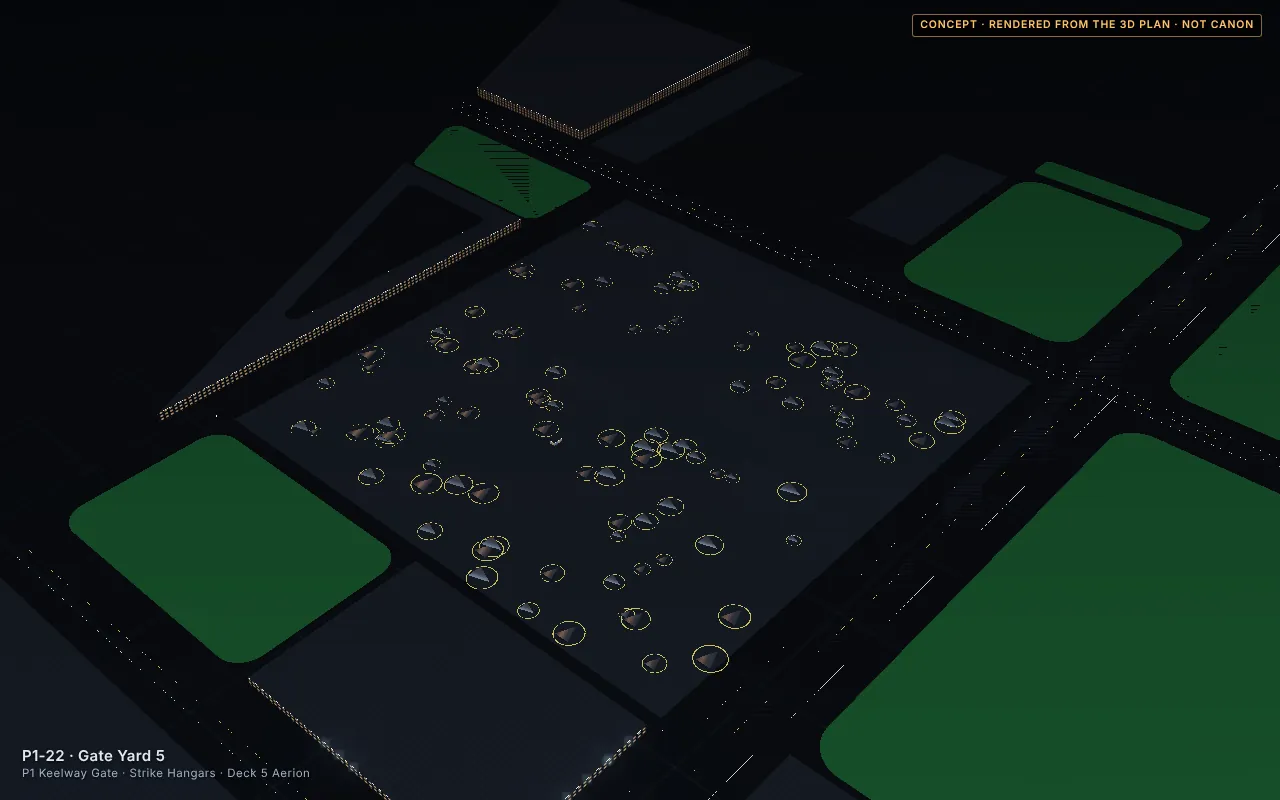 CONCEPT · RENDERED FROM THE 3D PLAN · NOT CANON
P1-22 · Gate Yard 5
P1 Keelway Gate · Strike Hangars · Deck 5 Aerion